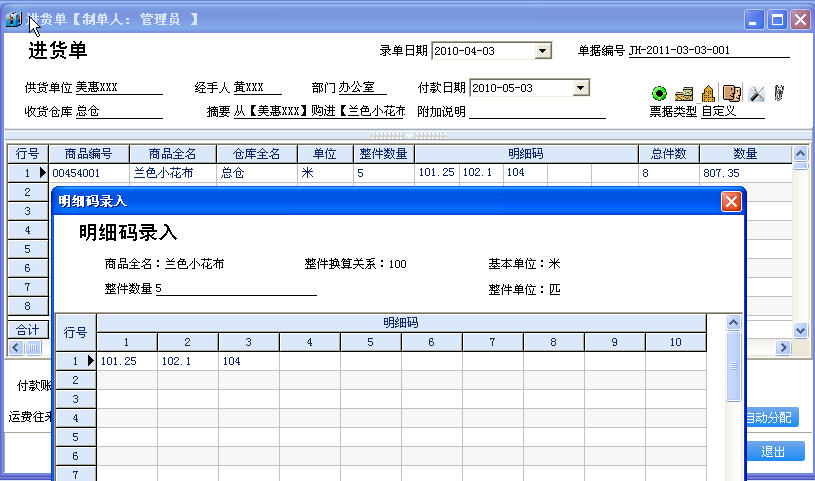 进货单【制单人: 管理员 】
进货单
录单日期 2010-04-03 单据编号 JH-2011-03-03-001
供货单位 美惠XXX 经手人 黄XXX 部门 办公室 付款日期 2010-05-03
收货仓库 总仓 摘要 从【美惠XXX】购进【兰色小花布 附加说明 票据类型 自定义
行号 商品编号 商品全名 仓库全名 单位 整件数量 明细码 总件数 数量
1 00454001 兰色小花布 总仓 米 5 101.25 102.1 104 8 807.35
2
3
4
5
6
7
8
合计
付款账
运费往来
自动分配
退出
明细码录入
明细码录入
商品全名：兰色小花布 整件换算关系：100 基本单位：米
整件数量 5 整件单位：匹
行号 明细码
1 2 3 4 5 6 7 8 9 10
1 101.25 102.1 104
2
3
4
5
6
7